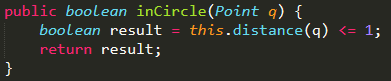 public boolean inCircle(Point q) {
    boolean result = this.distance(q) <= 1;
    return result;
}